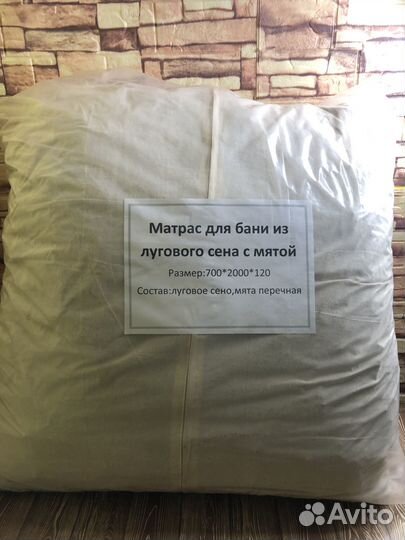 Матрас для бани из
лугового сена с мятой
Размер:700*2000*120
Состав:луговое сено,мята перечная
Avito